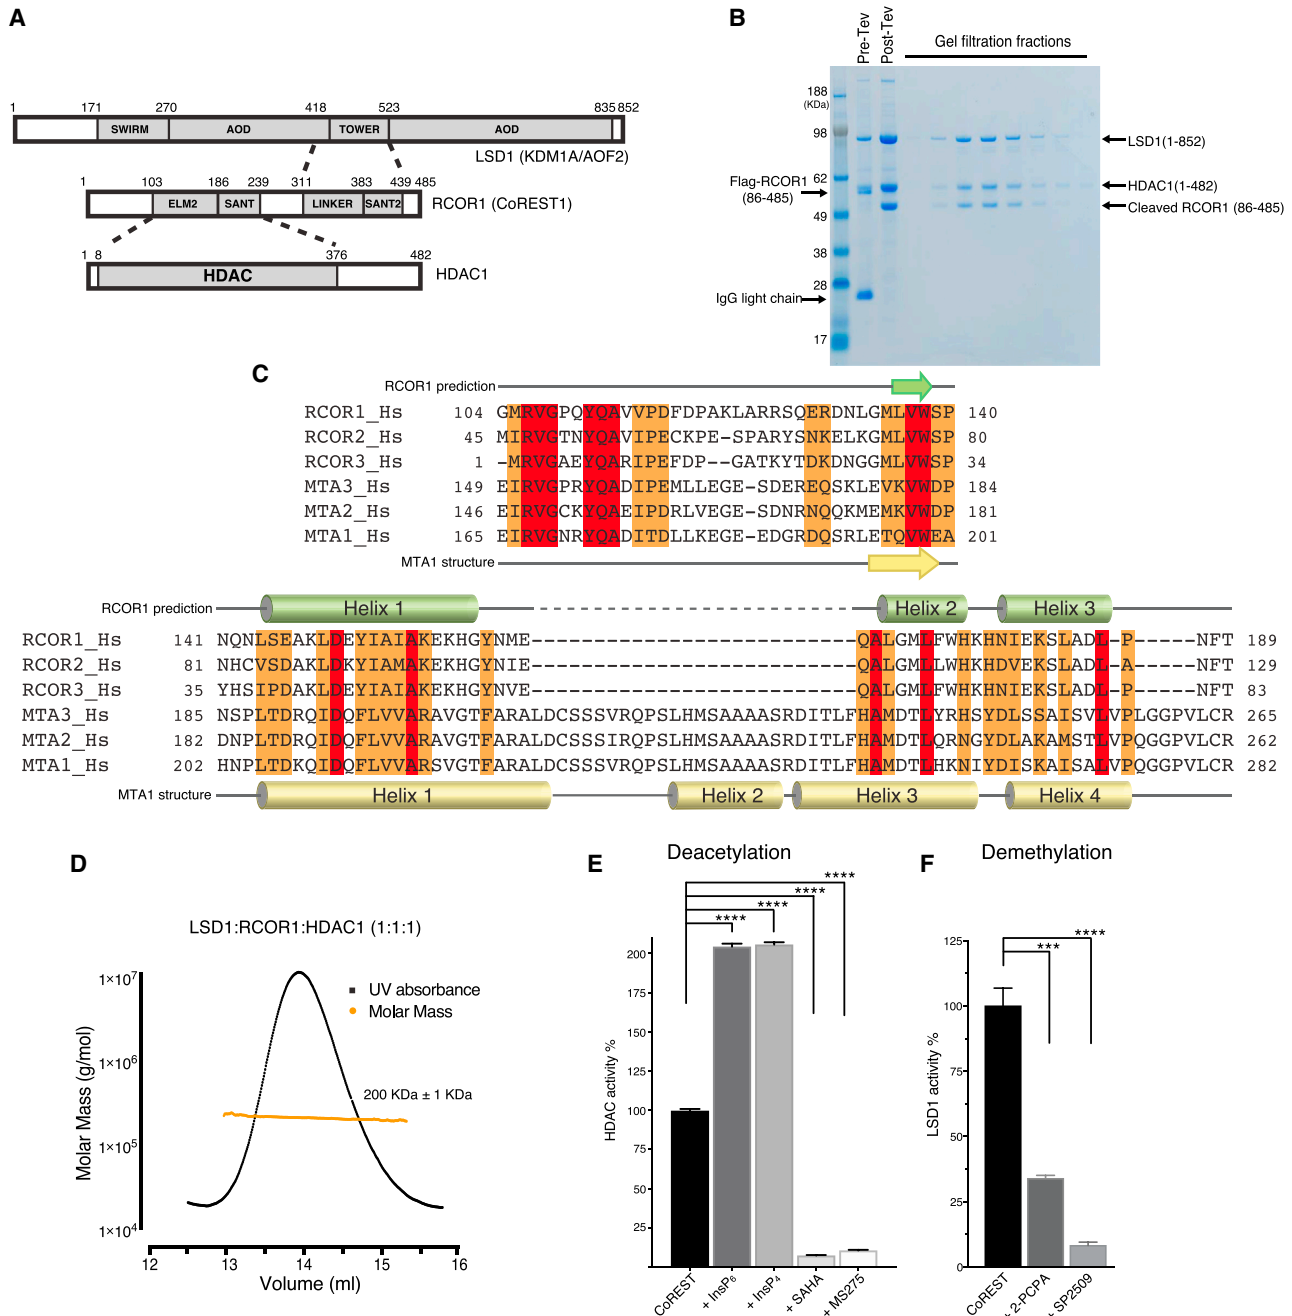 A
1 171 270 418 523 835 852
SWIRM AOD TOWER AOD
LSD1 (KDM1A/AOF2)
1 103 186 239 311 383 439 485
ELM2 SANT LINKER SANT2
RCOR1 (CoREST1)
1 8 376 482
HDAC
HDAC1
B
Pre-Tev
Post-Tev
Gel filtration fractions
188
(KDa)
98
62
49
38
28
17
Flag-RCOR1
(86-485)
IgG light chain
LSD1(1-852)
HDAC1(1-482)
Cleaved RCOR1 (86-485)
C
RCOR1 prediction
RCOR1_Hs 104 GMRVGPQYQAVVPDFDPAKLARRSQERDNLGMLVWSP 140
RCOR2_Hs 45 MIRVGTNYQAVIPECKPE-SPARYSNKELKGMLVWSP 80
RCOR3_Hs 1 -MRVGAEYQARIPEFDP--GATKYTDKDNGGMLVWSP 34
MTA3_Hs 149 EIRVGPRYQADIPEMLLEGE-SDEREQSKLEVKVWDP 184
MTA2_Hs 146 EIRVGCKYQAEIPDRLVEGE-SDNRNQQKMEMKVWDP 181
MTA1_Hs 165 EIRVGNRYQADITDLLKEGE-EDGRDQSRLETQVWEA 201
MTA1 structure
RCOR1 prediction Helix 1 Helix 2 Helix 3
RCOR1_Hs 141 NQNLSEAKLDEYIAIAKEKHGYNME---------------------------QALGMLFWHKHNIEKSLADL-P-----NFT 189
RCOR2_Hs 81 NHCVSDAKLDKYIAMAKEKHGYNIE---------------------------QALGMLLWHKHDVEKSLADL-A-----NFT 129
RCOR3_Hs 35 YHSIPDAKLDEYIAIAKEKHGYNVE---------------------------QALGMLFWHKHNIEKSLADL-P-----NFT 83
MTA3_Hs 185 NSPLTDRQIDQFLVVARAVGTFARALDCSSSVRQPSLHMSAAAASRDITLFHAMDTLYRHSYDLSSAISVLVPLGGPVLCR 265
MTA2_Hs 182 DNPLTDRQIDQFLVVARAVGTFARALDCSSSIRQPSLHMSAAAASRDITLFHAMDTLQRNGYDLAKAMSTLVPQGGPVLCR 262
MTA1_Hs 202 HNPLTDKQIDQFLVVARSVGTFARALDCSSSVRQPSLHMSAAAASRDITLFHAMDTLHKNIYDISKAISALVPQGGPVLCR 282
MTA1 structure Helix 1 Helix 2 Helix 3 Helix 4
D
LSD1:RCOR1:HDAC1 (1:1:1)
UV absorbance
Molar Mass
200 KDa ± 1 KDa
Molar Mass (g/mol)
1×10⁷
1×10⁶
1×10⁵
1×10⁴
12 13 14 15 16
Volume (ml)
E
Deacetylation
****
****
****
****
HDAC activity %
200
175
150
125
100
75
50
25
CoREST
+ InsP₆
+ InsP₄
+ SAHA
+ MS275
F
Demethylation
****
***
LSD1 activity %
125
100
75
50
25
0
CoREST
+ 2-PCPA
+ SP2509